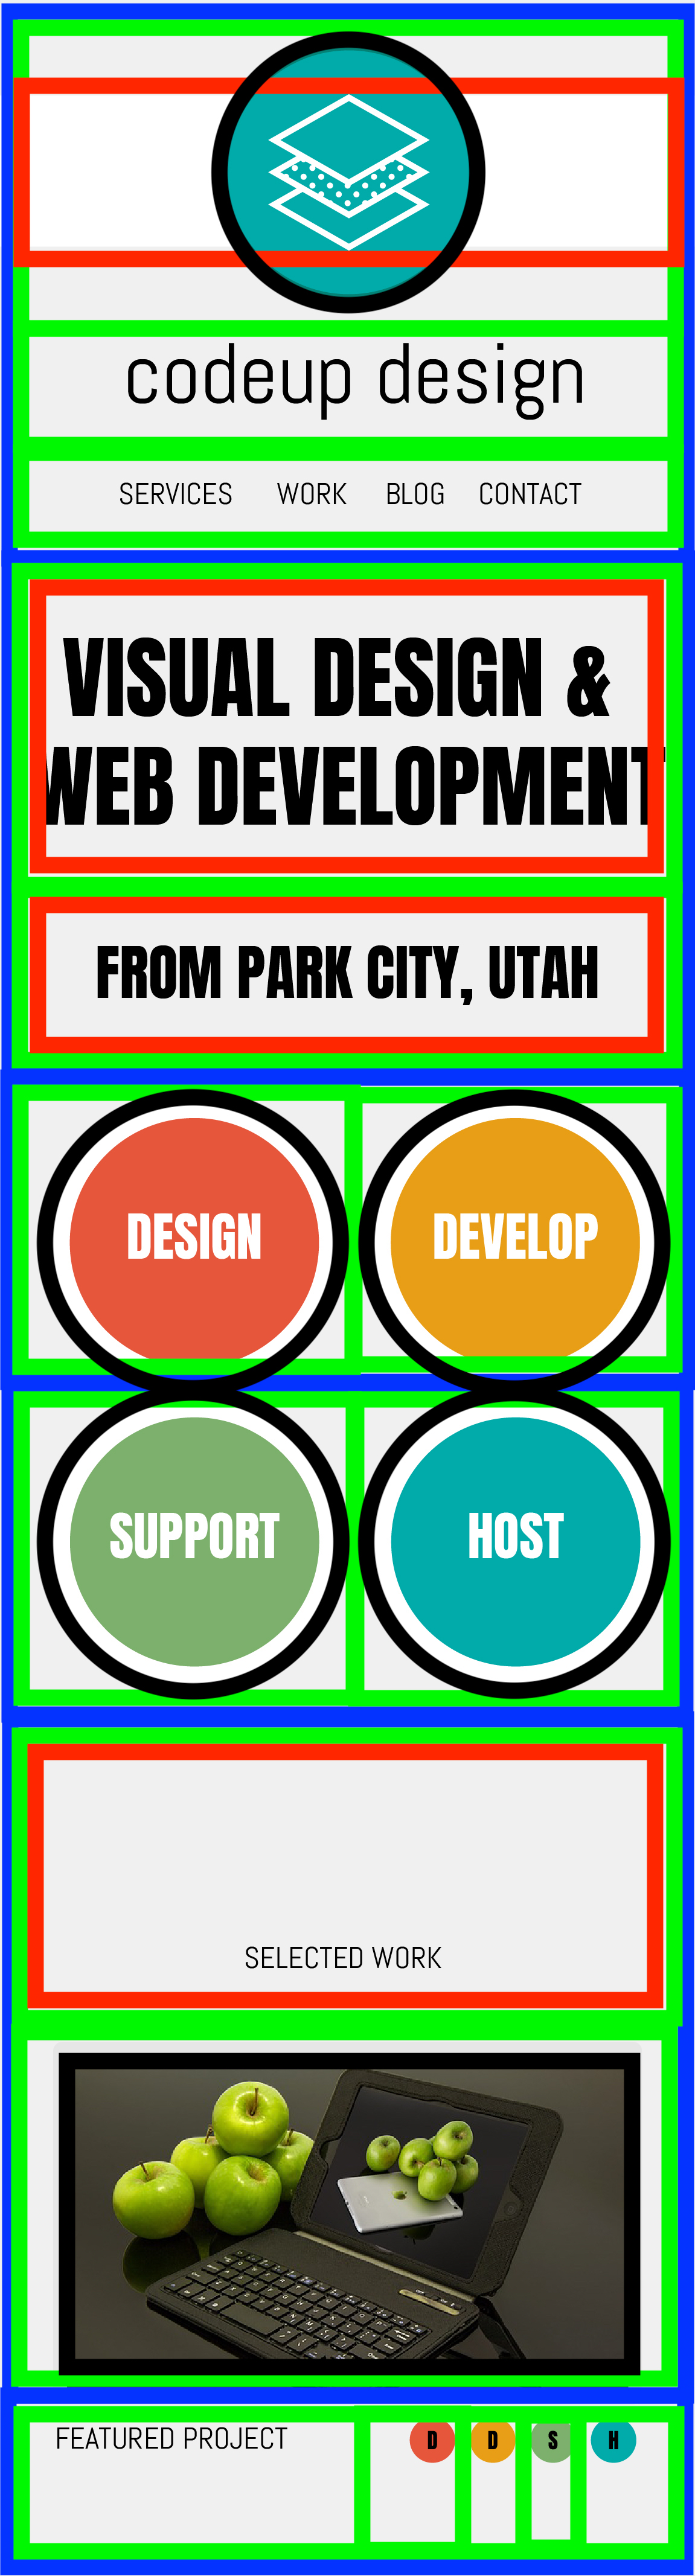 codeup design
SERVICES WORK BLOG CONTACT
VISUAL DESIGN &
WEB DEVELOPMENT
FROM PARK CITY, UTAH
DESIGN DEVELOP
SUPPORT HOST
SELECTED WORK
FEATURED PROJECT D D S H